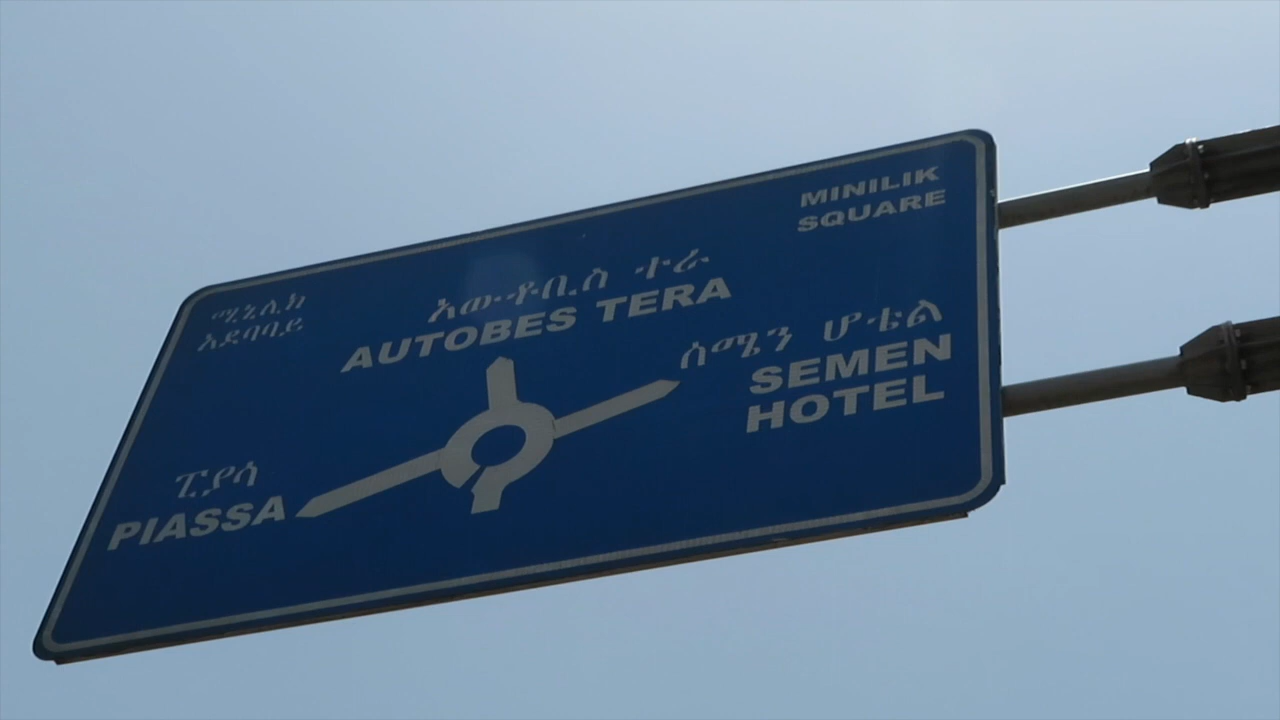 ሚኒሊክ
አደባባይ
MINILIK
SQUARE
አውቶቢስ ተራ
AUTOBES TERA
ሰሜን ሆቴል
SEMEN
HOTEL
ፒያሳ
PIASSA